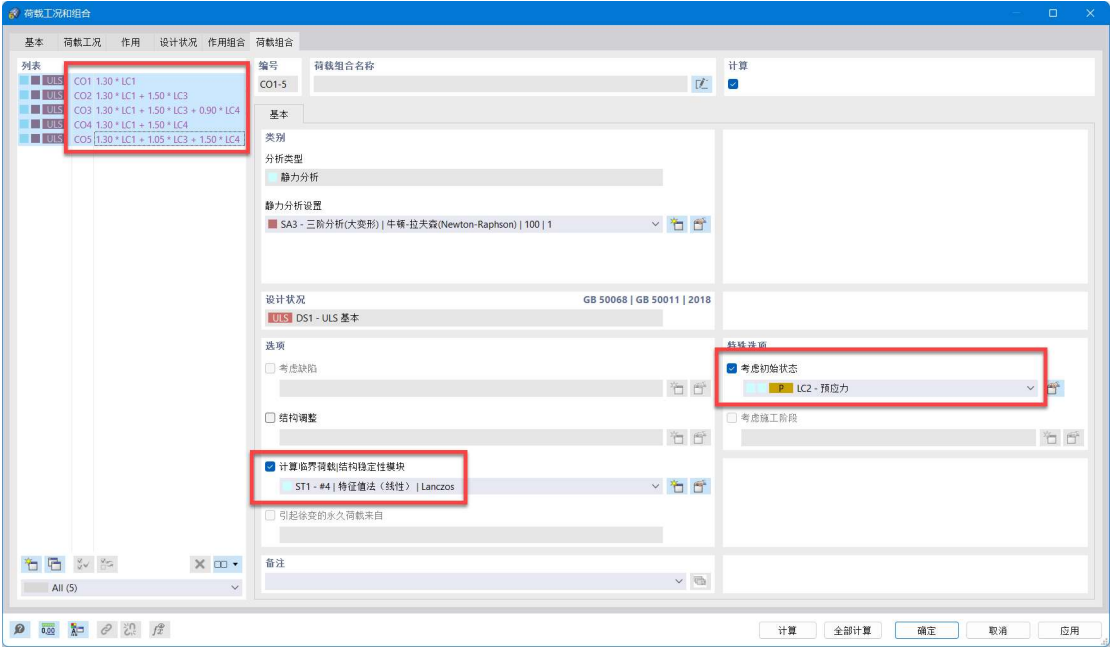 荷载工况和组合
基本 荷载工况 作用 设计状况 作用组合 荷载组合
列表
ULS CO1 1.30 * LC1
ULS CO2 1.30 * LC1 + 1.50 * LC3
ULS CO3 1.30 * LC1 + 1.50 * LC3 + 0.90 * LC4
ULS CO4 1.30 * LC1 + 1.50 * LC4
ULS CO5 1.30 * LC1 + 1.05 * LC3 + 1.50 * LC4
All (5)
编号 荷载组合名称
CO1-5
计算
基本
类别
分析类型
静力分析
静力分析设置
SA3 - 三阶分析(大变形) | 牛顿-拉夫森(Newton-Raphson) | 100 | 1
设计状况 GB 50068 | GB 50011 | 2018
ULS DS1 - ULS 基本
选项
考虑缺陷
结构调整
计算临界荷载|结构稳定性模块
ST1 - #4 | 特征值法（线性） | Lanczos
引起徐变的永久荷载来自
特殊选项
考虑初始状态
P LC2 - 预应力
考虑施工阶段
备注
0,00
计算 全部计算 确定 取消 应用